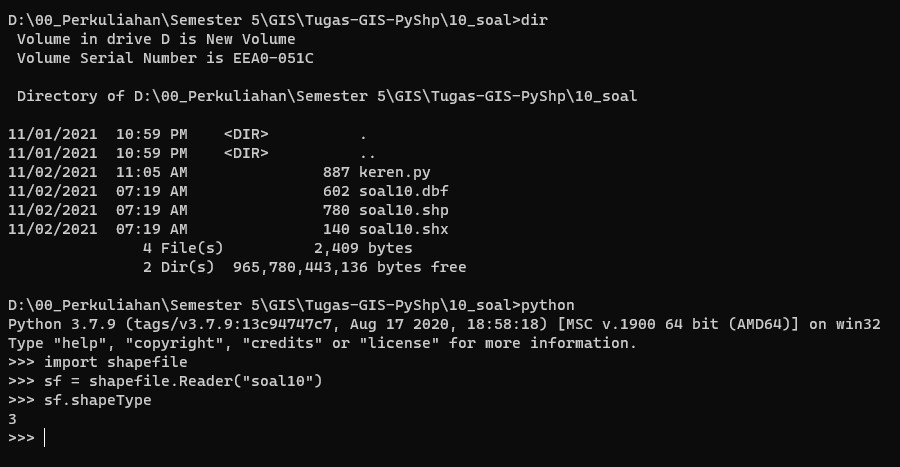 D:\00_Perkuliahan\Semester 5\GIS\Tugas-GIS-PyShp\10_soal>dir
 Volume in drive D is New Volume
 Volume Serial Number is EEA0-051C

 Directory of D:\00_Perkuliahan\Semester 5\GIS\Tugas-GIS-PyShp\10_soal

11/01/2021  10:59 PM    <DIR>          .
11/01/2021  10:59 PM    <DIR>          ..
11/02/2021  11:05 AM               887 keren.py
11/02/2021  07:19 AM               602 soal10.dbf
11/02/2021  07:19 AM               780 soal10.shp
11/02/2021  07:19 AM               140 soal10.shx
               4 File(s)          2,409 bytes
               2 Dir(s)  965,780,443,136 bytes free

D:\00_Perkuliahan\Semester 5\GIS\Tugas-GIS-PyShp\10_soal>python
Python 3.7.9 (tags/v3.7.9:13c94747c7, Aug 17 2020, 18:58:18) [MSC v.1900 64 bit (AMD64)] on win32
Type "help", "copyright", "credits" or "license" for more information.
>>> import shapefile
>>> sf = shapefile.Reader("soal10")
>>> sf.shapeType
3
>>>